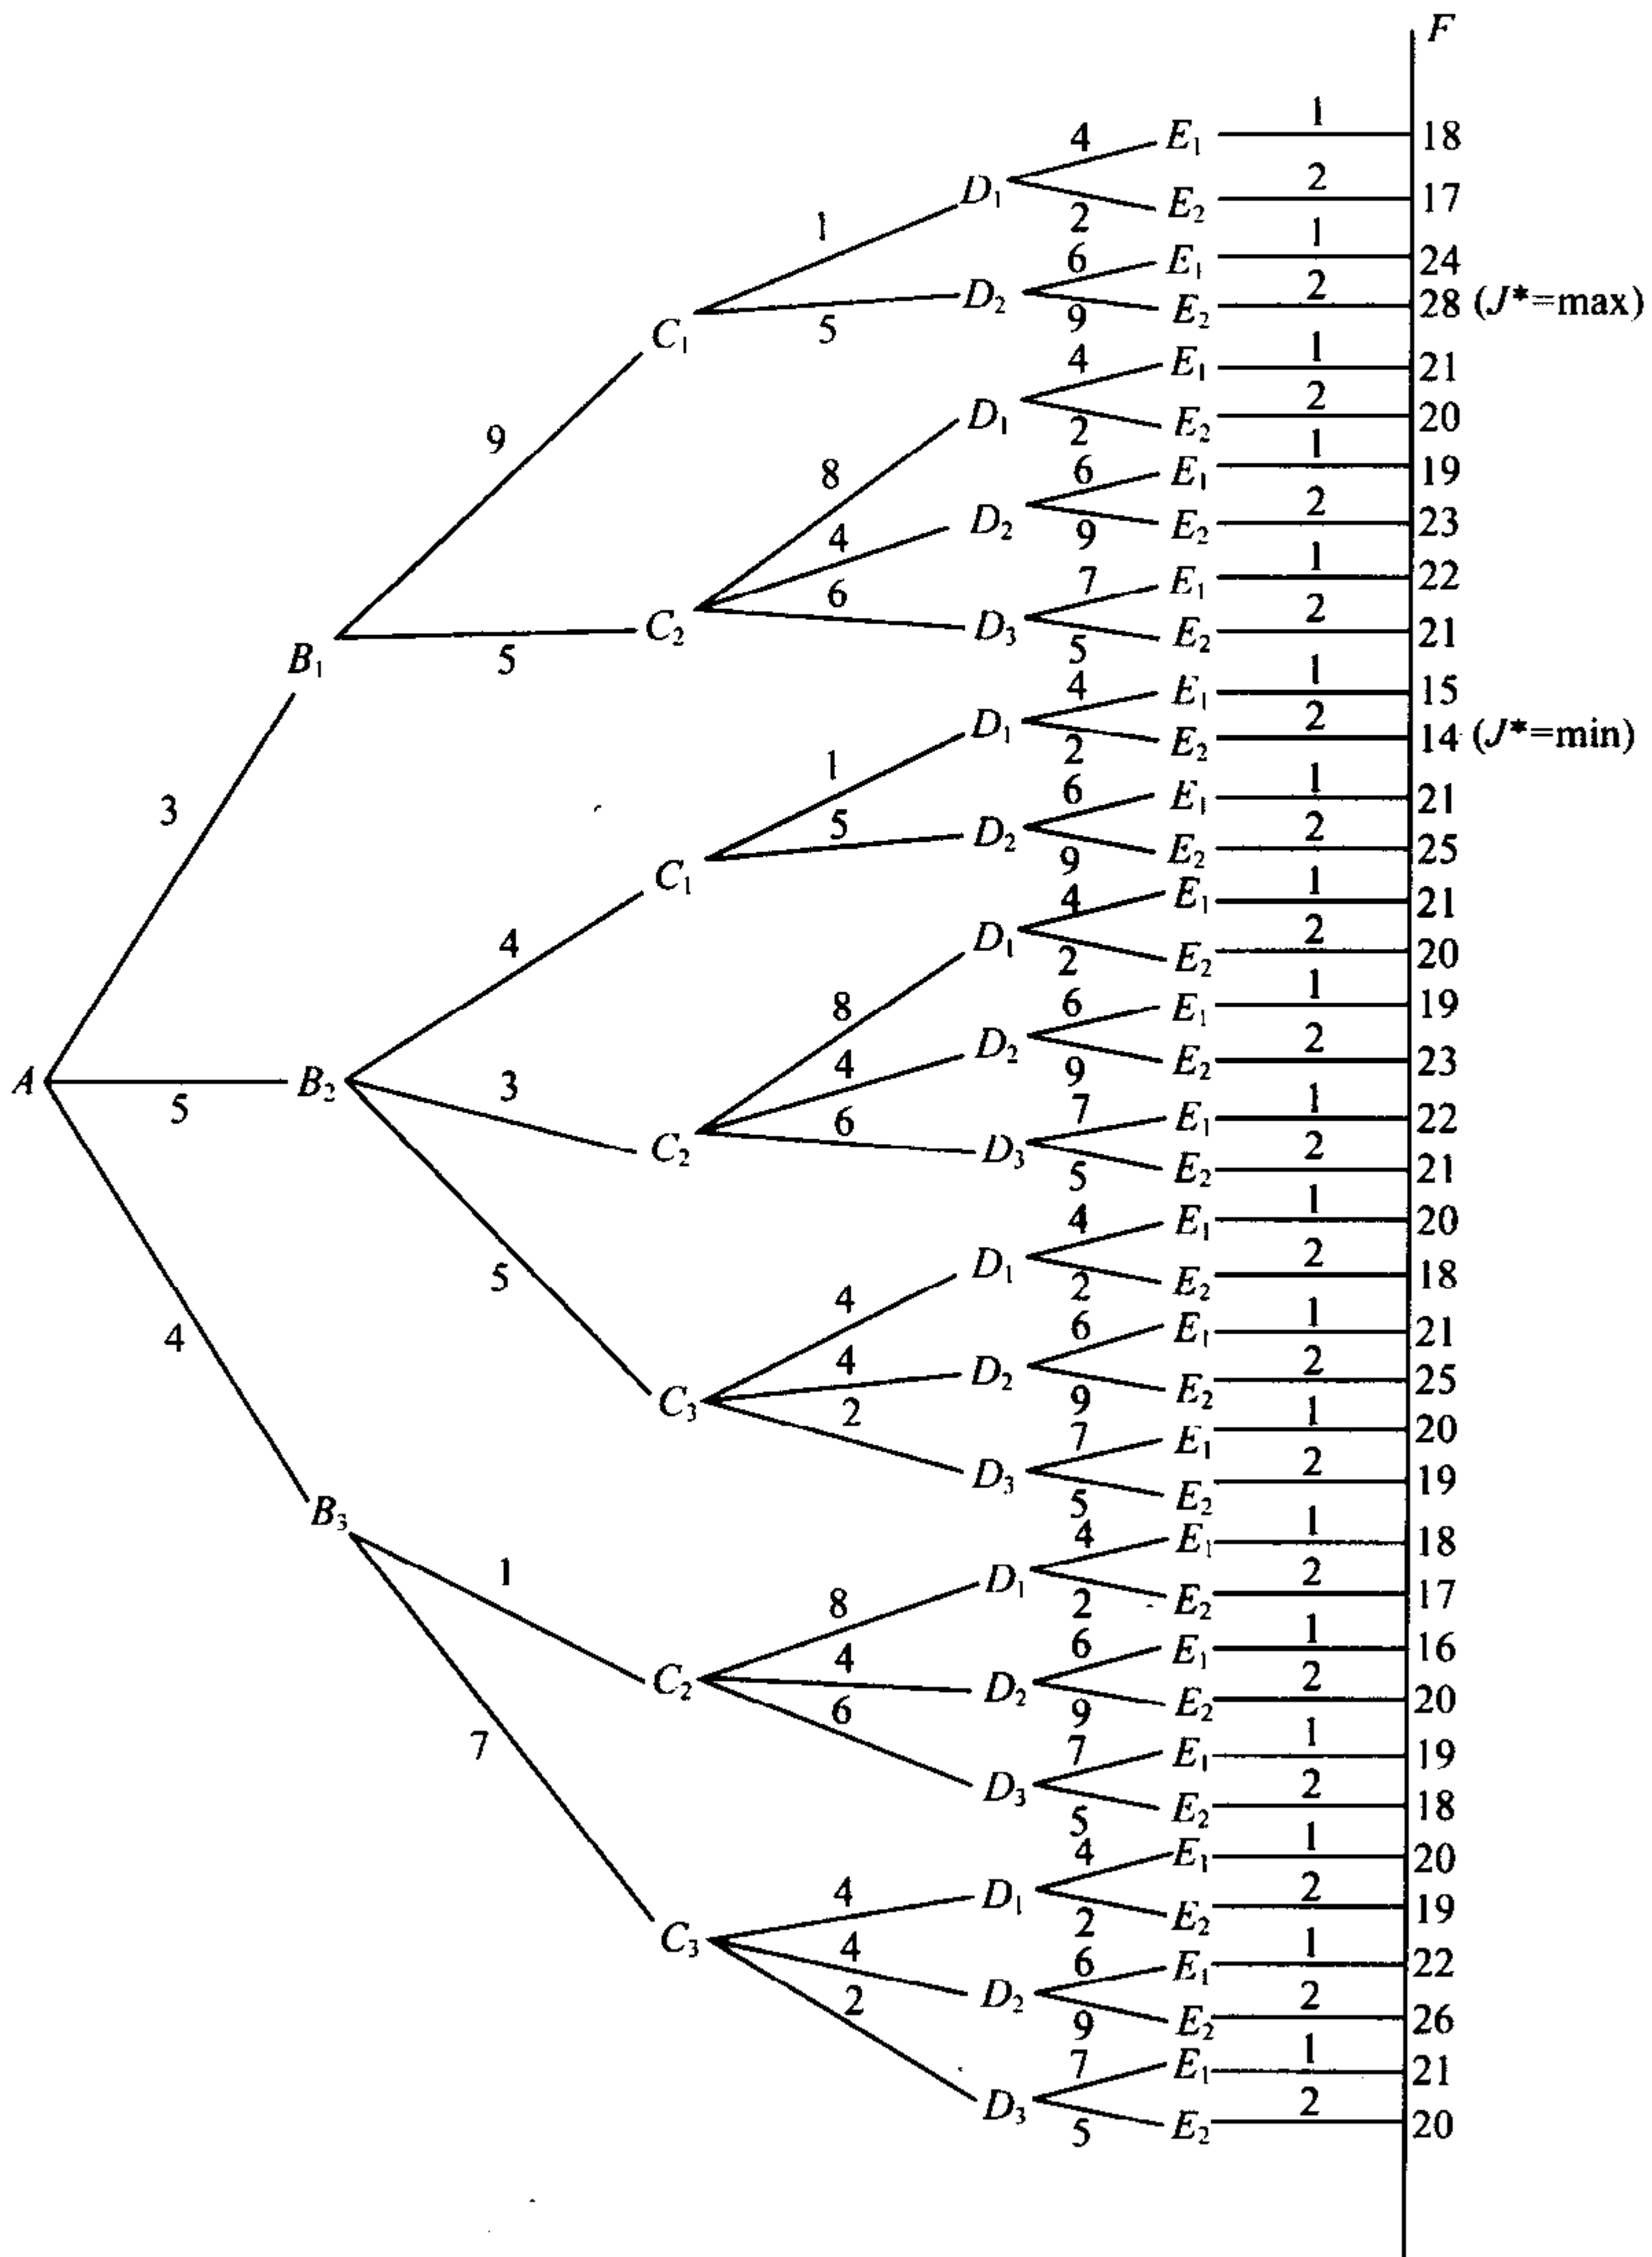 F
4 E₁ 1 18
D₁
2 E₂ 2 17
1
6 E₁ 1 24
D₂
5
9 E₂ 2 28 (J*=max)
C₁
4 E₁ 1 21
D₁
2 E₂ 2 20
9
8
6 E₁ 1 19
D₂
4
9 E₂ 2 23
7 E₁ 1 22
6
C₂ D₃
5 E₂ 2 21
B₁ 5
4 E₁ 1 15
D₁
2 E₂ 2 14 (J*=min)
1
6 E₁ 1 21
3
5 D₂
9 E₂ 2 25
C₁
4 E₁ 1 21
4 D₁
2 E₂ 2 20
8
6 E₁ 1 19
D₂
4
9 E₂ 2 23
A 5 B₂ 3
7 E₁ 1 22
6
C₂ D₃
5 E₂ 2 21
4 E₁ 1 20
D₁
2 E₂ 2 18
5 4
6 E₁ 1 21
4
4 D₂
9 E₂ 2 25
C₃ 2
7 E₁ 1 20
D₃
5 E₂ 2 19
B₃
4 E₁ 1 18
1 D₁
2 E₂ 2 17
8
6 E₁ 1 16
4
C₂ D₂
9 E₂ 2 20
6
7 7 E₁ 1 19
D₃
5 E₂ 2 18
4 E₁ 1 20
4 D₁
2 E₂ 2 19
C₃ 4
6 E₁ 1 22
2 D₂
9 E₂ 2 26
7 E₁ 1 21
D₃
5 E₂ 2 20